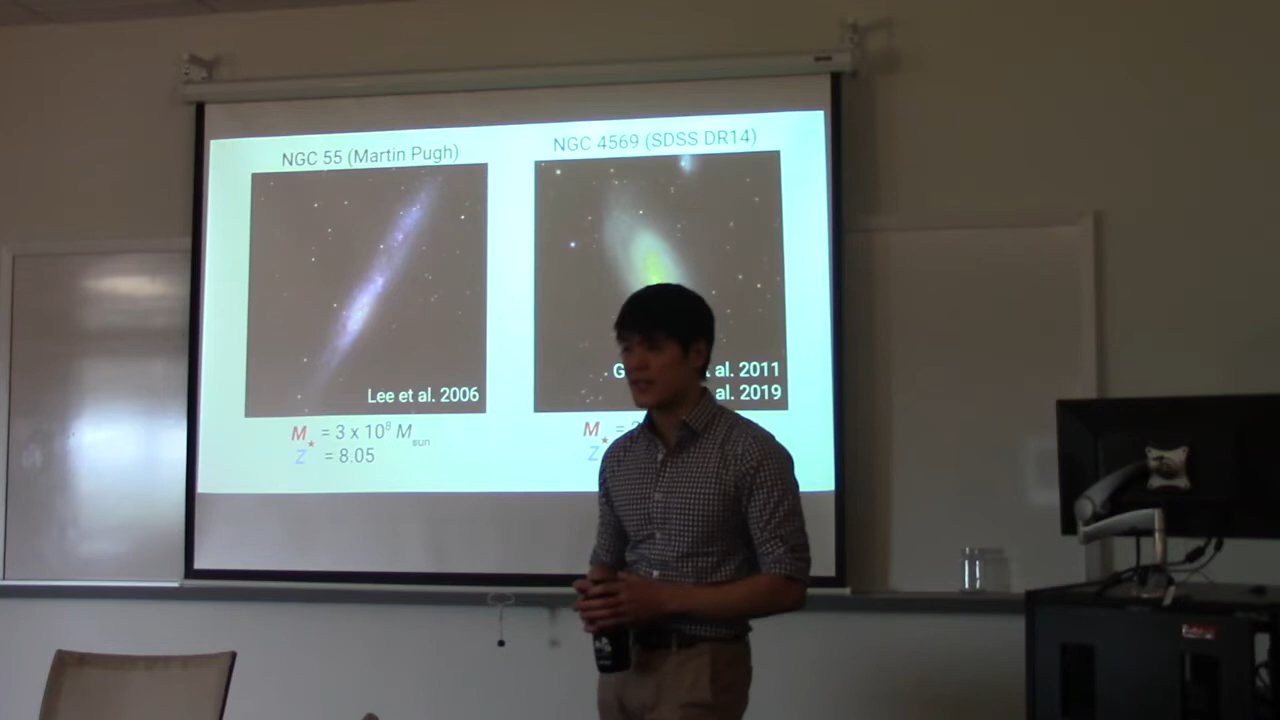 NGC 55 (Martin Pugh)
Lee et al. 2006
M★ = 3 x 10⁸ Msun
Z = 8.05
NGC 4569 (SDSS DR14)
G
al. 2011
al. 2019
M★ = 2
Z